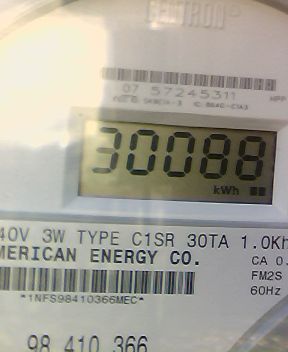 CENTRON®
07 57245311
30088
kWh
40V 3W TYPE C1SR 30TA 1.0Kh
MERICAN ENERGY CO.
CA 0.
FM2S
60Hz
*1NFS98410366MEC*
98 410 366